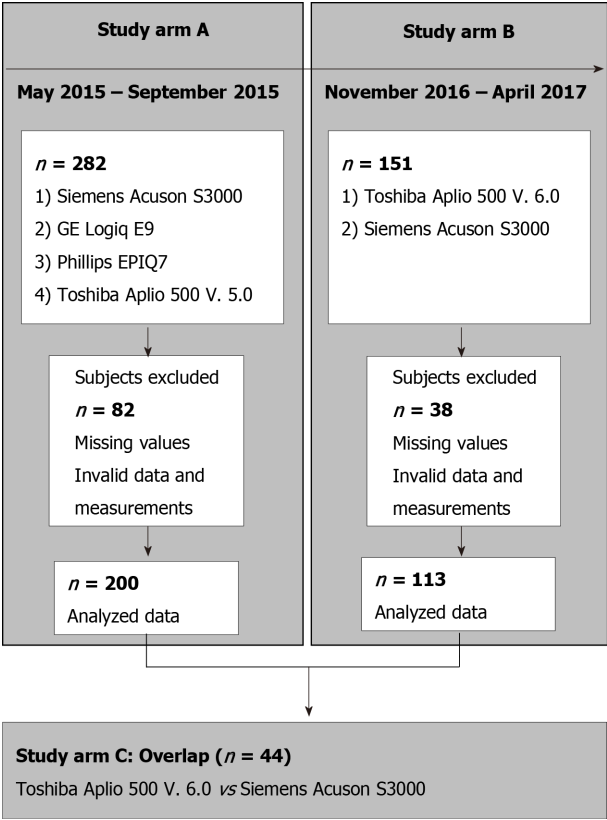 Study arm A
May 2015 – September 2015
n = 282
1) Siemens Acuson S3000
2) GE Logiq E9
3) Phillips EPIQ7
4) Toshiba Aplio 500 V. 5.0
Subjects excluded
n = 82
Missing values
Invalid data and
measurements
n = 200
Analyzed data
Study arm B
November 2016 – April 2017
n = 151
1) Toshiba Aplio 500 V. 6.0
2) Siemens Acuson S3000
Subjects excluded
n = 38
Missing values
Invalid data and
measurements
n = 113
Analyzed data
Study arm C: Overlap (n = 44)
Toshiba Aplio 500 V. 6.0 vs Siemens Acuson S3000